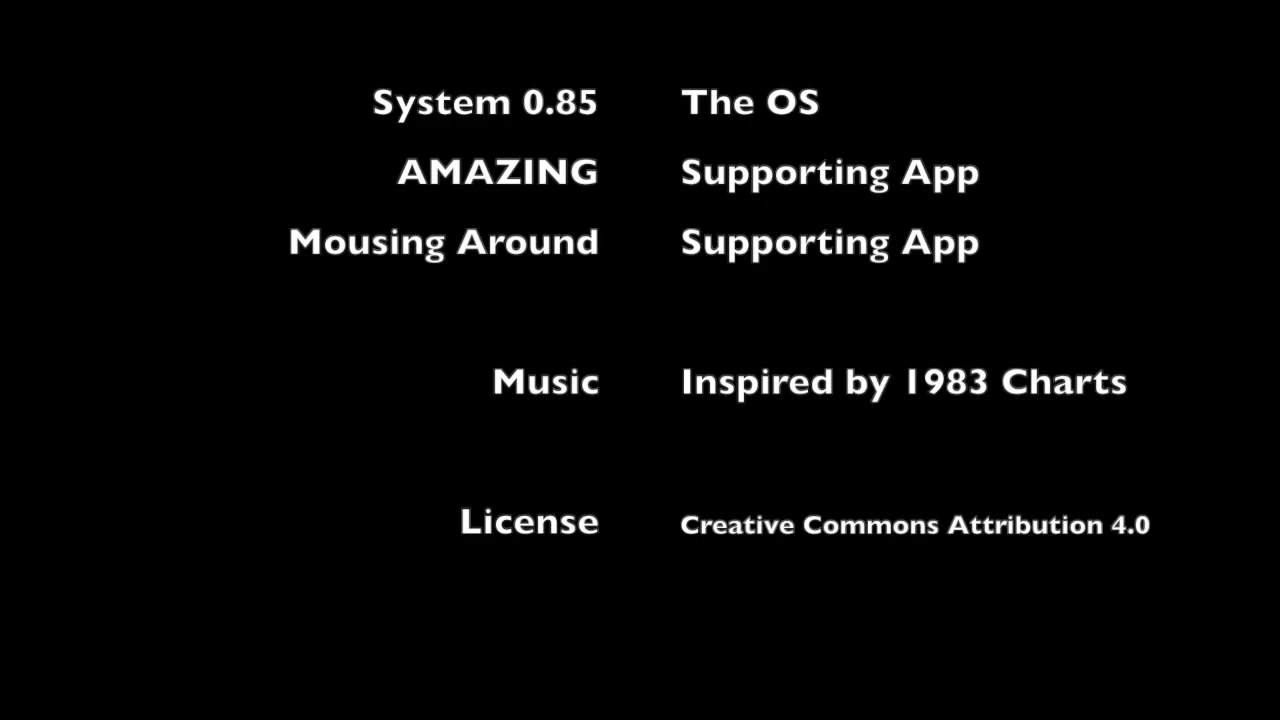 System 0.85 The OS
AMAZING Supporting App
Mousing Around Supporting App
Music Inspired by 1983 Charts
License Creative Commons Attribution 4.0